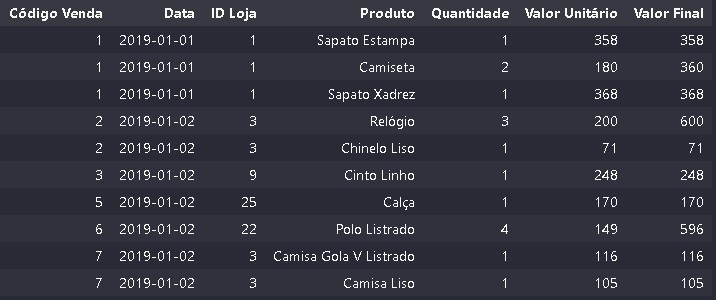 Código Venda Data ID Loja Produto Quantidade Valor Unitário Valor Final
1 2019-01-01 1 Sapato Estampa 1 358 358
1 2019-01-01 1 Camiseta 2 180 360
1 2019-01-01 1 Sapato Xadrez 1 368 368
2 2019-01-02 3 Relógio 3 200 600
2 2019-01-02 3 Chinelo Liso 1 71 71
3 2019-01-02 9 Cinto Linho 1 248 248
5 2019-01-02 25 Calça 1 170 170
6 2019-01-02 22 Polo Listrado 4 149 596
7 2019-01-02 3 Camisa Gola V Listrado 1 116 116
7 2019-01-02 3 Camisa Liso 1 105 105